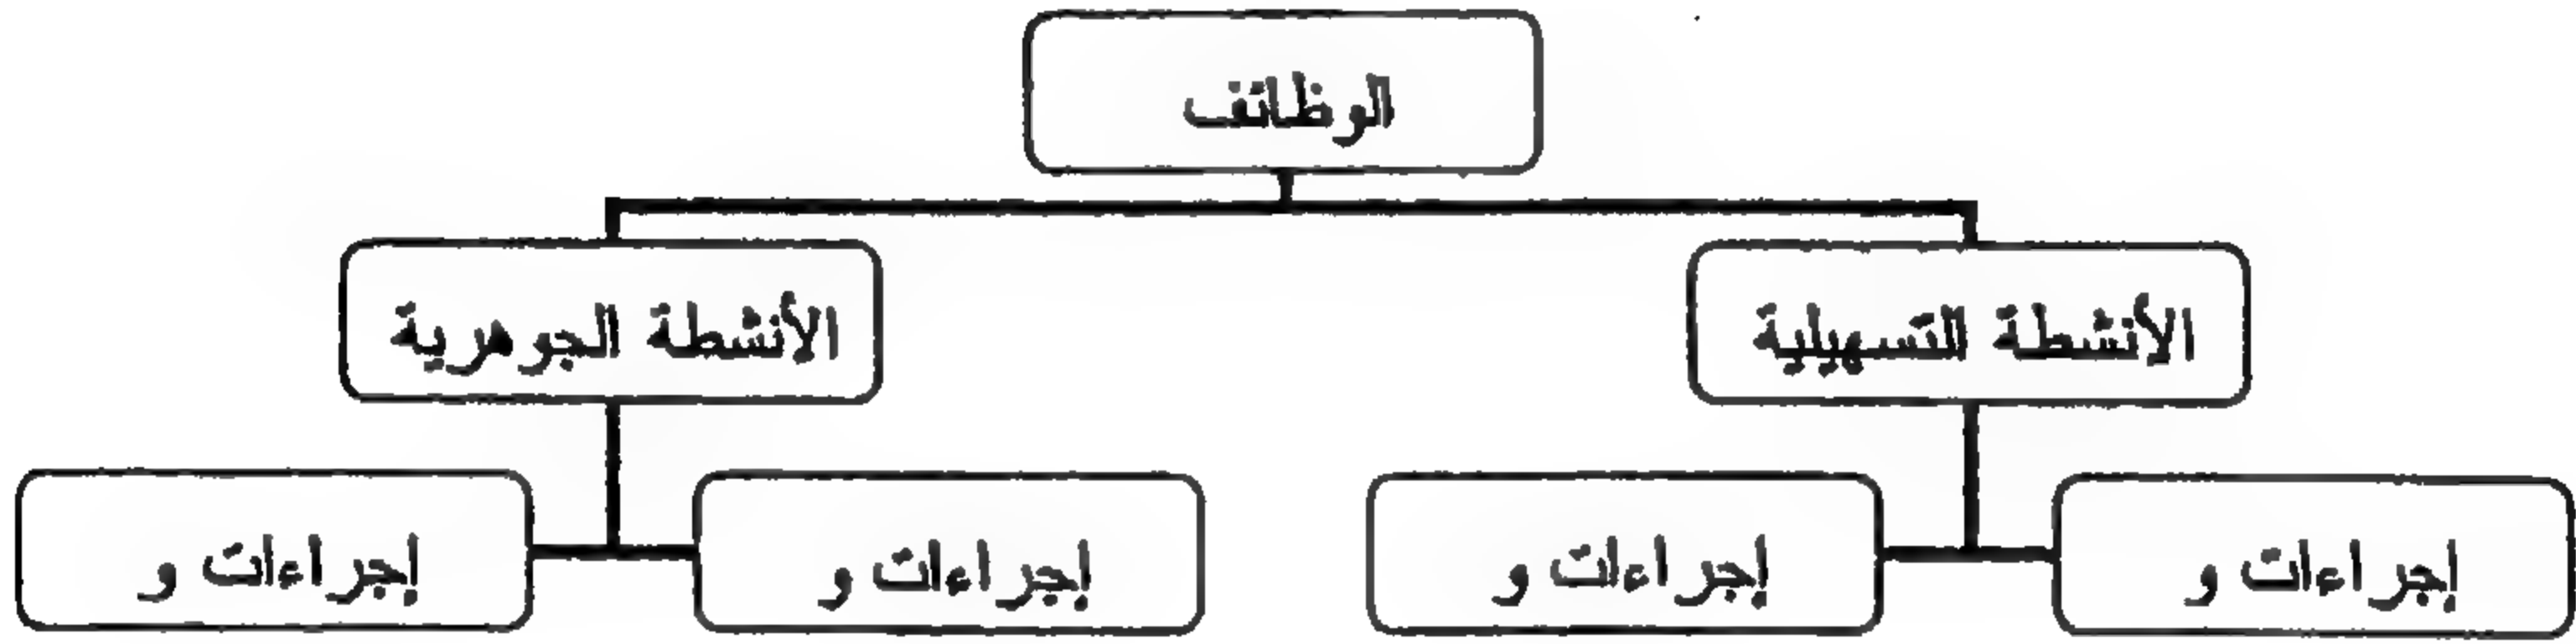 الوظائف
الأنشطة التسهيلية
الأنشطة الجوهرية
إجراءات و
إجراءات و
إجراءات و
إجراءات و